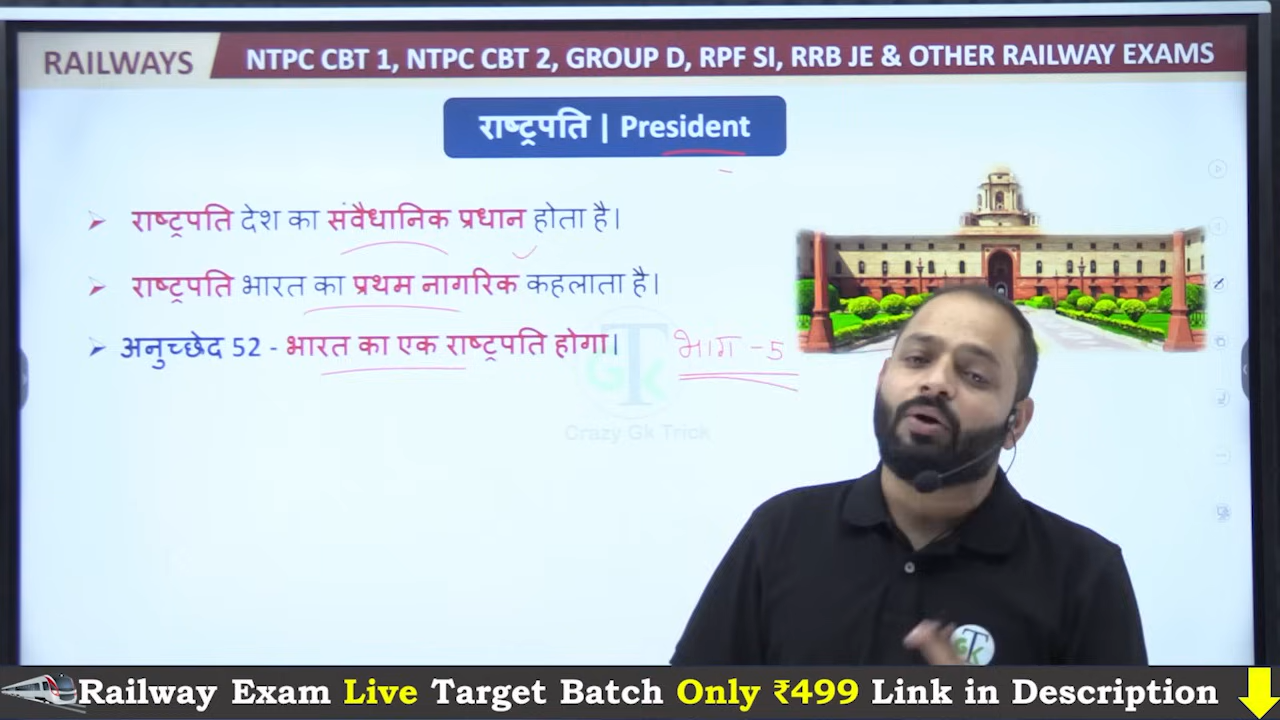 RAILWAYS NTPC CBT 1, NTPC CBT 2, GROUP D, RPF SI, RRB JE & OTHER RAILWAY EXAMS
राष्ट्रपति | President
➢ राष्ट्रपति देश का संवैधानिक प्रधान होता है।
➢ राष्ट्रपति भारत का प्रथम नागरिक कहलाता है।
➢ अनुच्छेद 52 - भारत का एक राष्ट्रपति होगा। भाग - 5
GTK
Crazy Gk Trick
GTK
Railway Exam Live Target Batch Only ₹499 Link in Description